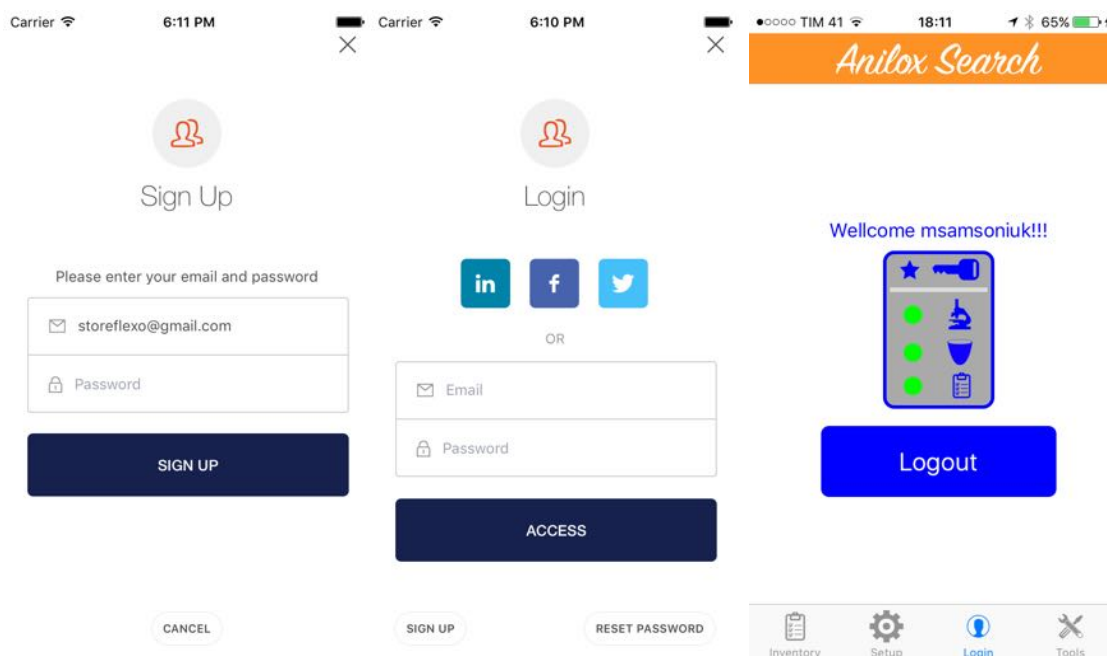 Carrier 6:11 PM
Sign Up
Please enter your email and password
storeflexo@gmail.com
Password
SIGN UP
CANCEL
Carrier 6:10 PM
Login
in f
OR
Email
Password
ACCESS
SIGN UP RESET PASSWORD
TIM 41 18:11 65%
Anilox Search
Wellcome msamsoniuk!!!
Logout
Inventory Setup Login Tools